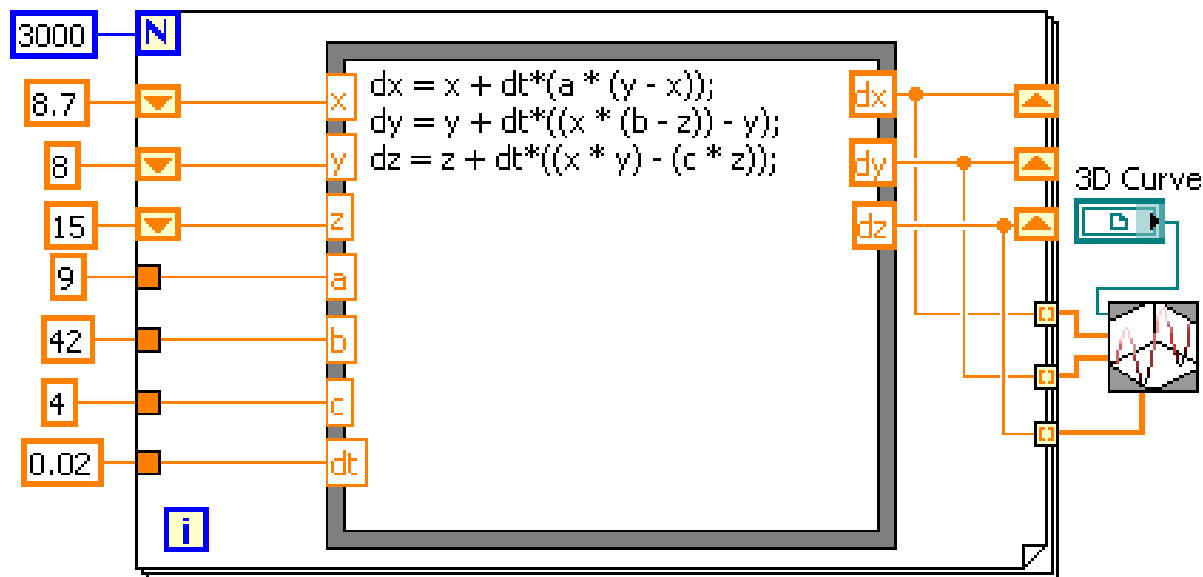 3000
N
8.7
x
dx = x + dt*(a * (y - x));
dx
8
y
dy = y + dt*((x * (b - z)) - y);
dy
15
z
dz = z + dt*((x * y) - (c * z));
dz
3D Curve
9
a
42
b
4
c
0.02
dt
i